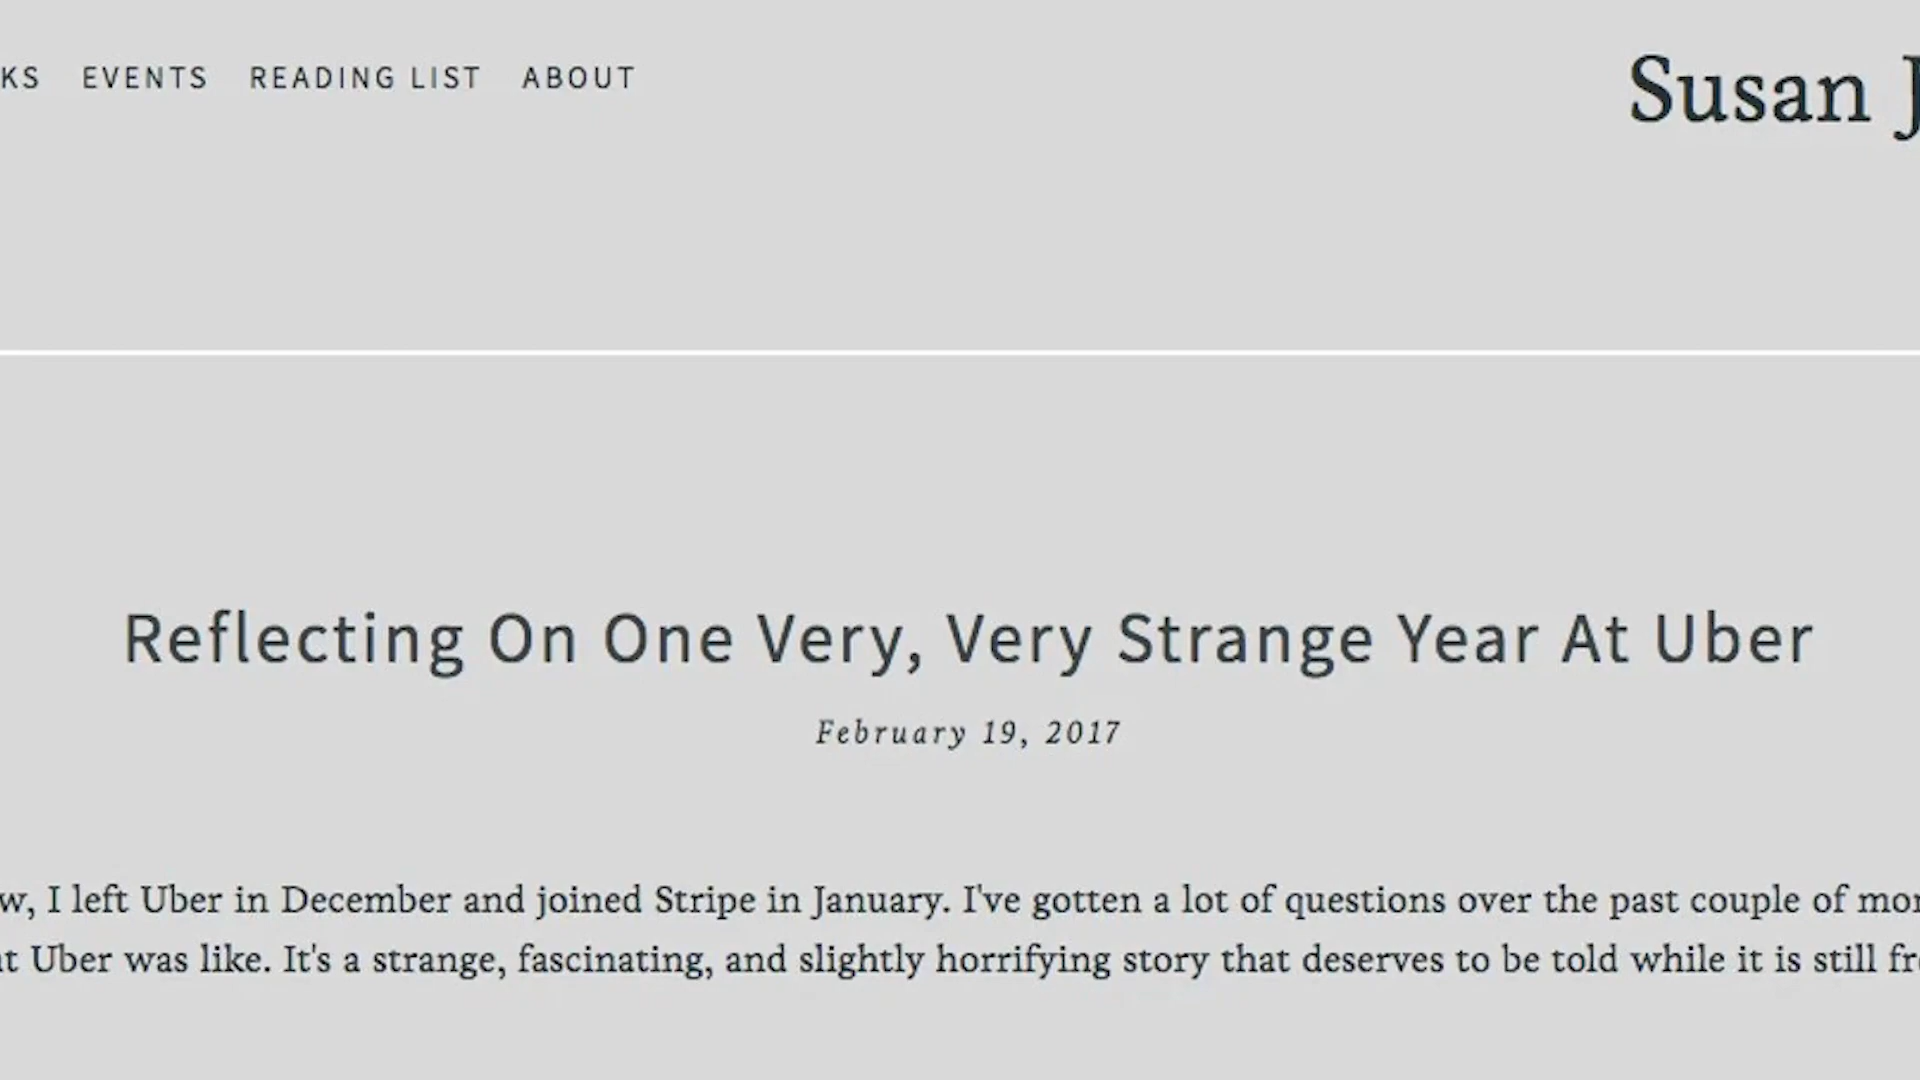 EVENTS READING LIST ABOUT
Susan
Reflecting On One Very, Very Strange Year At Uber
February 19, 2017
I left Uber in December and joined Stripe in January. I've gotten a lot of questions over the past couple of
Uber was like. It's a strange, fascinating, and slightly horrifying story that deserves to be told while it is still